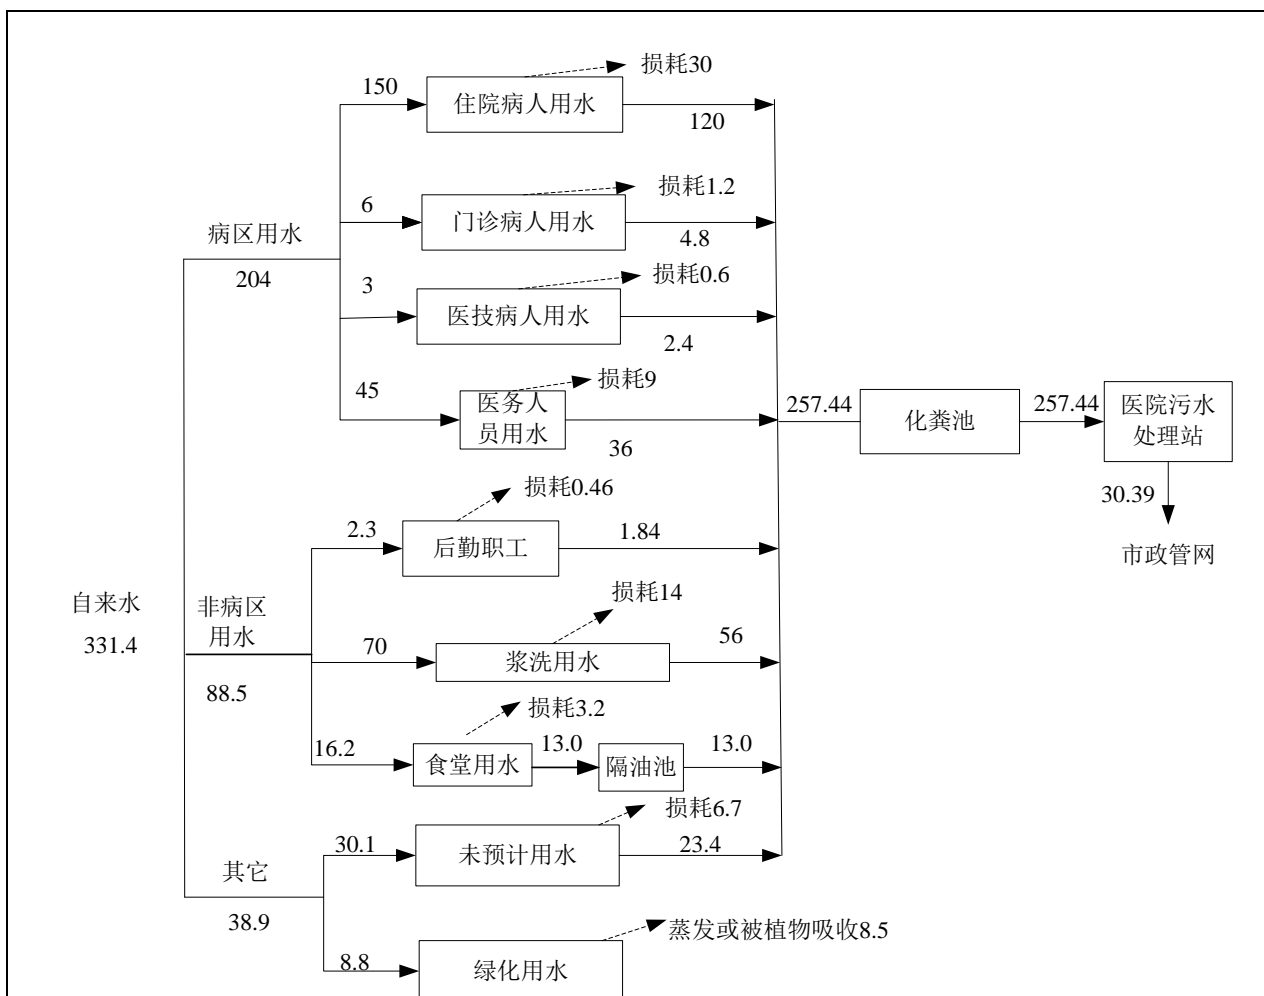 损耗30
150
住院病人用水
120
损耗1.2
6
门诊病人用水
4.8
病区用水
204
损耗0.6
3
医技病人用水
2.4
损耗9
45
医务人
员用水
36
257.44
化粪池
257.44
医院污水
处理站
30.39
市政管网
损耗0.46
2.3
后勤职工
1.84
自来水
331.4
非病区
用水
88.5
损耗14
70
浆洗用水
56
损耗3.2
16.2
食堂用水
13.0
隔油池
13.0
损耗6.7
30.1
未预计用水
23.4
其它
38.9
蒸发或被植物吸收8.5
8.8
绿化用水